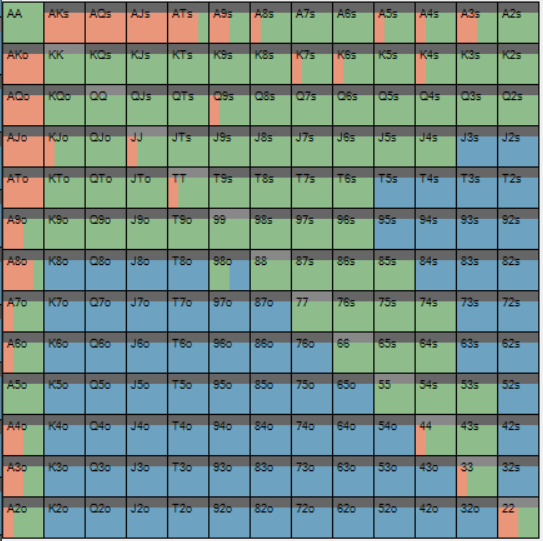 AA AKs AQs AJs ATs A9s A8s A7s A6s A5s A4s A3s A2s
AKo KK KQs KJs KTs K9s K8s K7s K6s K5s K4s K3s K2s
AQo KQo QQ QJs QTs Q9s Q8s Q7s Q6s Q5s Q4s Q3s Q2s
AJo KJo QJo JJ JTs J9s J8s J7s J6s J5s J4s J3s J2s
ATo KTo QTo JTo TT T9s T8s T7s T6s T5s T4s T3s T2s
A9o K9o Q9o J9o T9o 99 98s 97s 96s 95s 94s 93s 92s
A8o K8o Q8o J8o T8o 98o 88 87s 86s 85s 84s 83s 82s
A7o K7o Q7o J7o T7o 97o 87o 77 76s 75s 74s 73s 72s
A6o K6o Q6o J6o T6o 96o 86o 76o 66 65s 64s 63s 62s
A5o K5o Q5o J5o T5o 95o 85o 75o 65o 55 54s 53s 52s
A4o K4o Q4o J4o T4o 94o 84o 74o 64o 54o 44 43s 42s
A3o K3o Q3o J3o T3o 93o 83o 73o 63o 53o 43o 33 32s
A2o K2o Q2o J2o T2o 92o 82o 72o 62o 52o 42o 32o 22